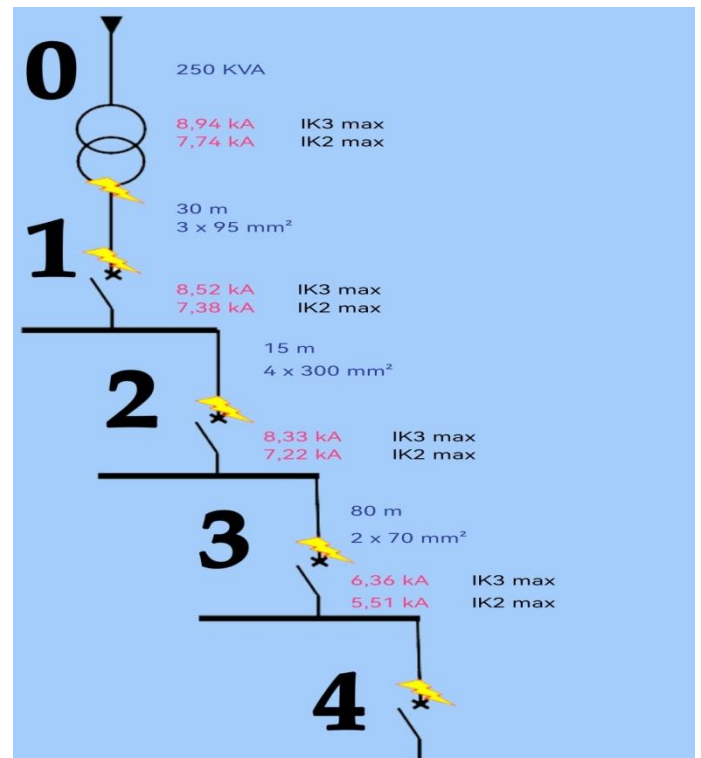 0
250 KVA
8,94 kA IK3 max
7,74 kA IK2 max
30 m
3 x 95 mm²
1
8,52 kA IK3 max
7,38 kA IK2 max
15 m
4 x 300 mm²
2
8,33 kA IK3 max
7,22 kA IK2 max
80 m
2 x 70 mm²
3
6,36 kA IK3 max
5,51 kA IK2 max
4